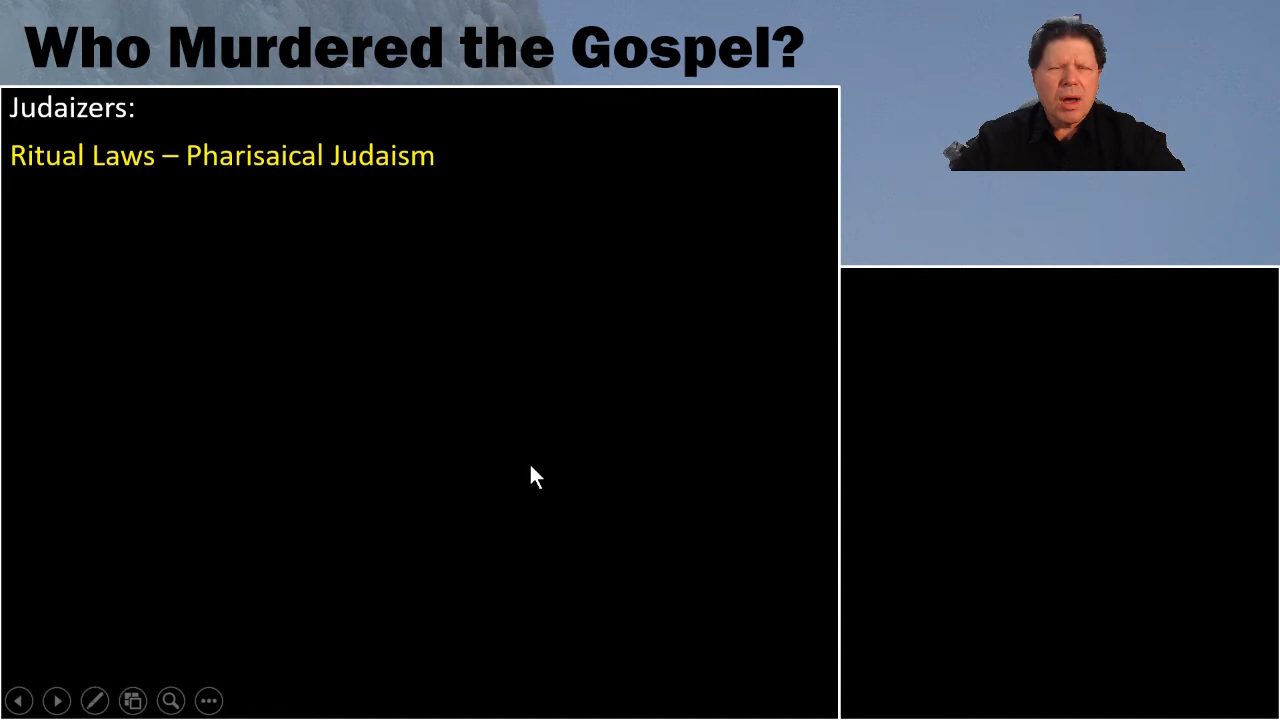 Who Murdered the Gospel?
Judaizers:
Ritual Laws – Pharisaical Judaism